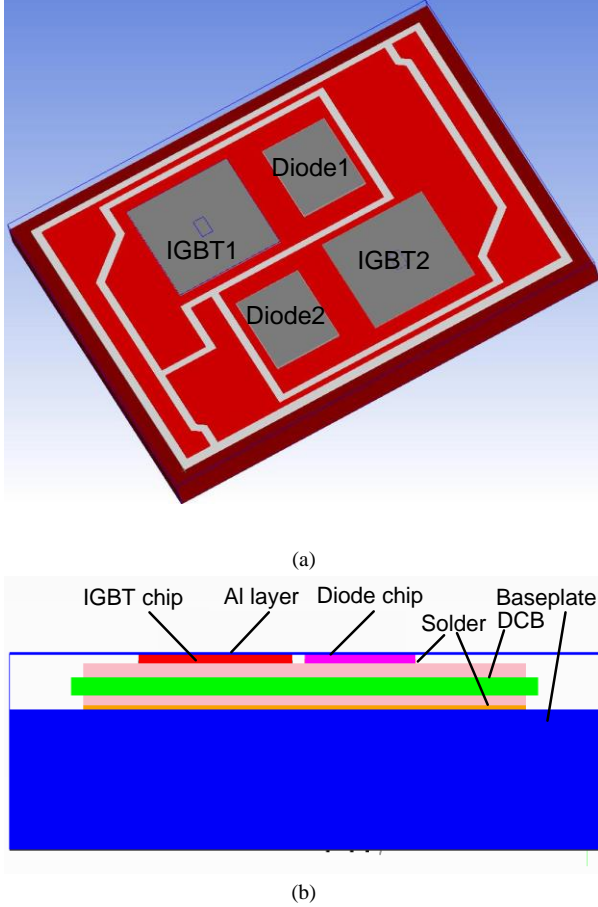 Diode1
IGBT1
IGBT2
Diode2
(a)
IGBT chip
Al layer
Diode chip
Baseplate
Solder
DCB
(b)